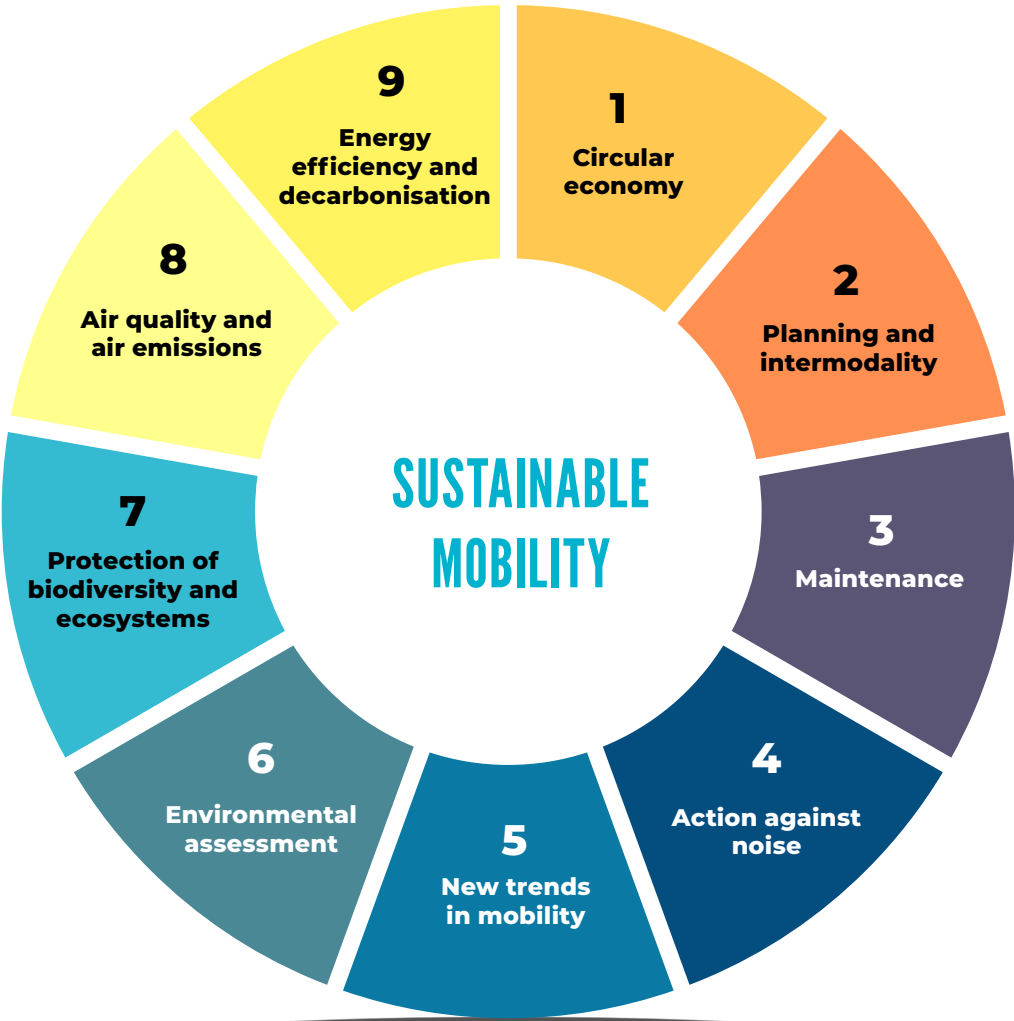 9
Energy
efficiency and
decarbonisation
1
Circular
economy
8
Air quality and
air emissions
2
Planning and
intermodality
SUSTAINABLE
MOBILITY
7
Protection of
biodiversity and
ecosystems
3
Maintenance
6
Environmental
assessment
4
Action against
noise
5
New trends
in mobility